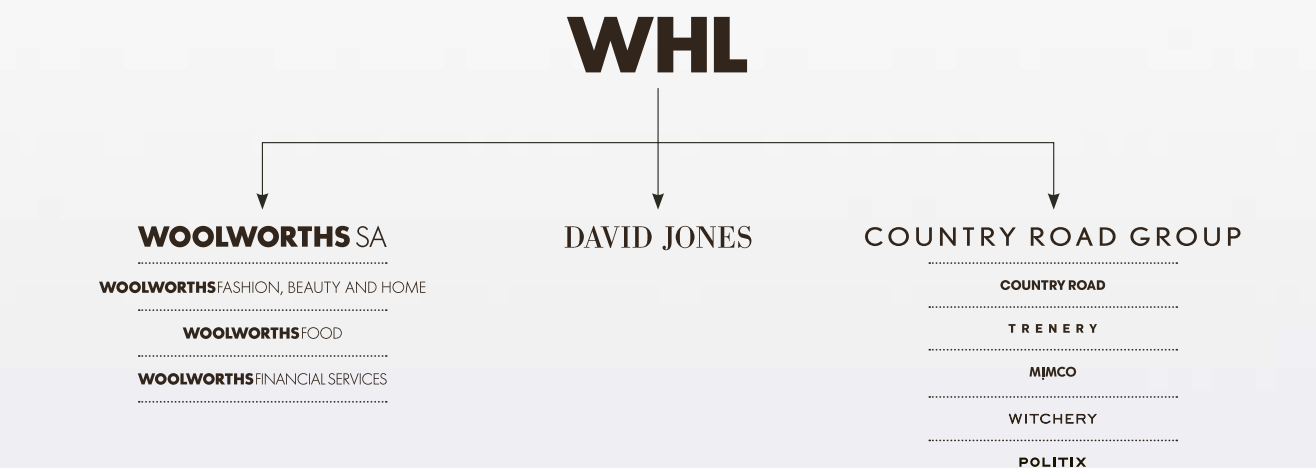 WHL
WOOLWORTHS SA
WOOLWORTHS FASHION, BEAUTY AND HOME
WOOLWORTHS FOOD
WOOLWORTHS FINANCIAL SERVICES
DAVID JONES
COUNTRY ROAD GROUP
COUNTRY ROAD
TRENERY
MIMCO
WITCHERY
POLITIX